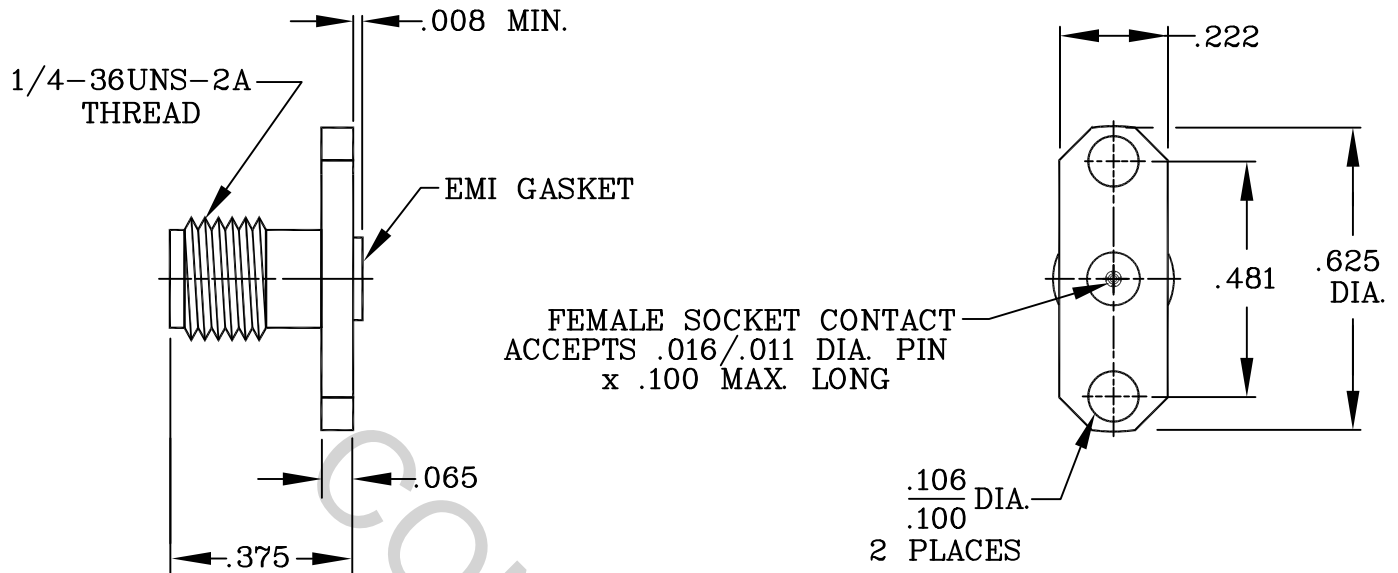 .008 MIN.
1/4-36UNS-2A
THREAD
EMI GASKET
.065
.375
.222
.481
.625
DIA.
FEMALE SOCKET CONTACT
ACCEPTS .016/.011 DIA. PIN
x .100 MAX. LONG
.106
.100
DIA.
2 PLACES